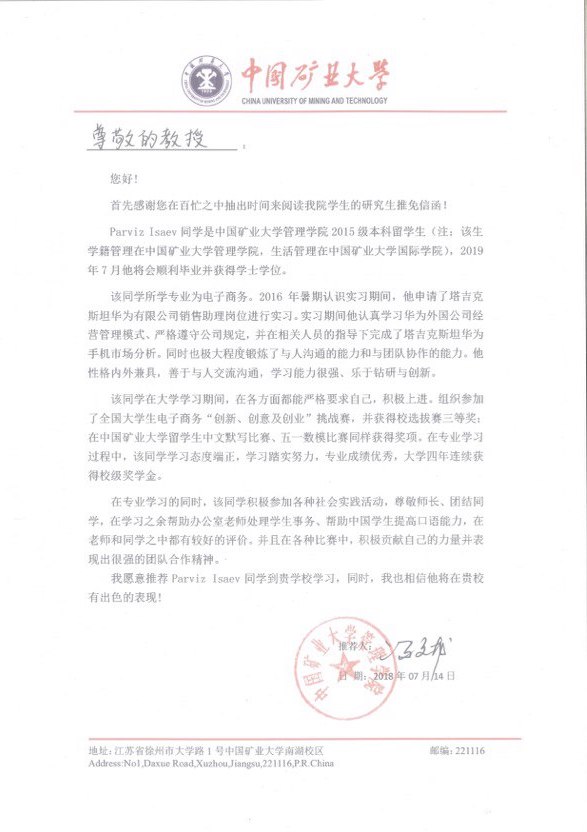 中国矿业大学
CHINA UNIVERSITY OF MINING AND TECHNOLOGY
尊敬的教授：
您好!
首先感谢您在百忙之中抽出时间来阅读我院学生的研究生推免信函!
Parviz Isaev 同学是中国矿业大学管理学院 2015 级本科留学生（注：该生
学籍管理在中国矿业大学管理学院，生活管理在中国矿业大学国际学院），2019
年 7 月他将会顺利毕业并获得学士学位。
该同学所学专业为电子商务。2016 年暑期认识实习期间，他申请了塔吉克
斯坦华为有限公司销售助理岗位进行实习。实习期间他认真学习华为外国公司经
营管理模式、严格遵守公司规定，并在相关人员的指导下完成了塔吉克斯坦华为
手机市场分析。同时也极大程度锻炼了与人沟通的能力和与团队协作的能力。他
性格内外兼具，善于与人交流沟通，学习能力很强、乐于钻研与创新。
该同学在大学学习期间，在各方面都能严格要求自己，积极上进。组织参加
了全国大学生电子商务“创新、创意及创业”挑战赛，并获得校选拔赛三等奖；
在中国矿业大学留学生中文默写比赛、五一数模比赛同样获得奖项。在专业学习
过程中，该同学学习态度端正，学习踏实努力，专业成绩优秀，大学四年连续获
得校级奖学金。
在专业学习的同时，该同学积极参加各种社会实践活动，尊敬师长、团结同
学，在学习之余帮助办公室老师处理学生事务、帮助中国学生提高口语能力，在
老师和同学之中都有较好的评价。并且在各种比赛中，积极贡献自己的力量并表
现出很强的团队合作精神。
我愿意推荐 Parviz Isaev 同学到贵学校学习，同时，我也相信他将在贵校
有出色的表现!
推荐人：
日 期：2018 年 07 月 14 日
中国矿业大学管理学院
地址: 江苏省徐州市大学路 1 号中国矿业大学南湖校区 邮编: 221116
Address:No1,Daxue Road,Xuzhou,Jiangsu,221116,P.R.China